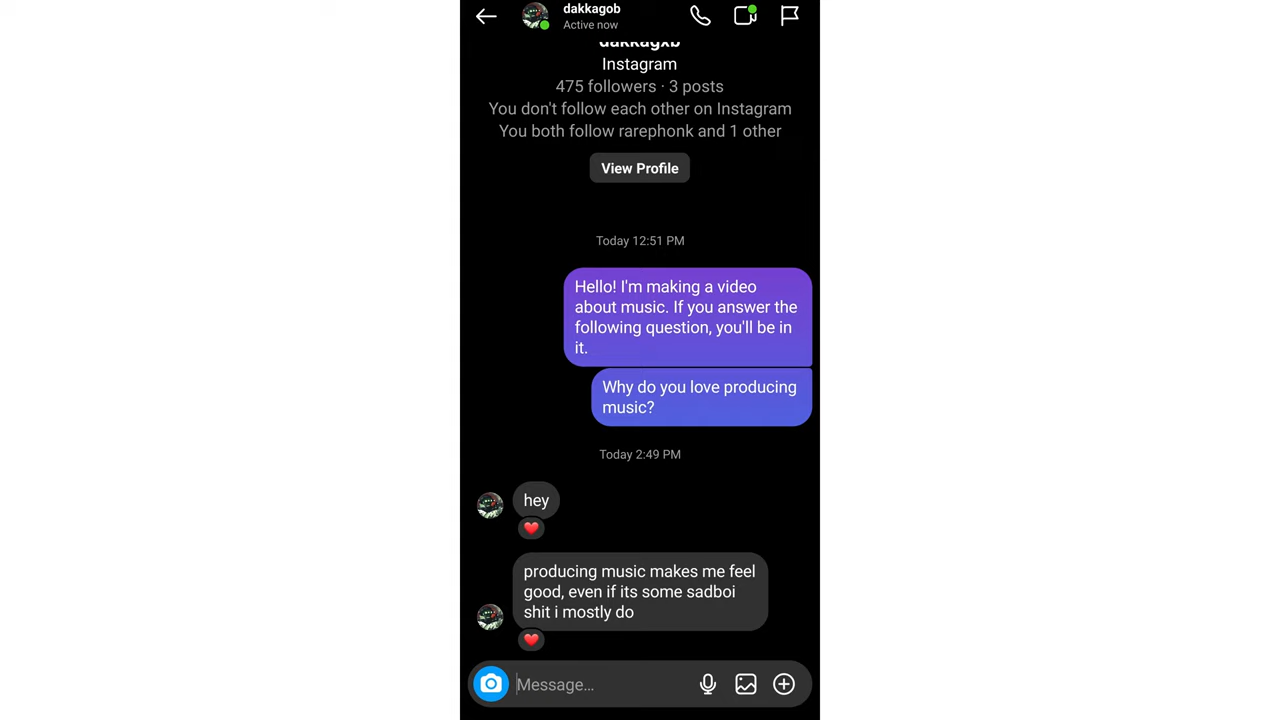 dakkagob
Active now
dakkagxb
Instagram
475 followers · 3 posts
You don't follow each other on Instagram
You both follow rarephonk and 1 other
View Profile
Today 12:51 PM
Hello! I'm making a video
about music. If you answer the
following question, you'll be in
it.
Why do you love producing
music?
Today 2:49 PM
hey
producing music makes me feel
good, even if its some sadboi
shit i mostly do
Message...